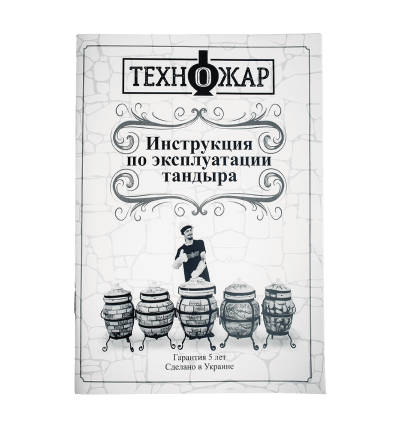 ТЕХНОЖАР
Инструкция
по эксплуатации
тандыра
Гарантия 5 лет
Сделано в Украине